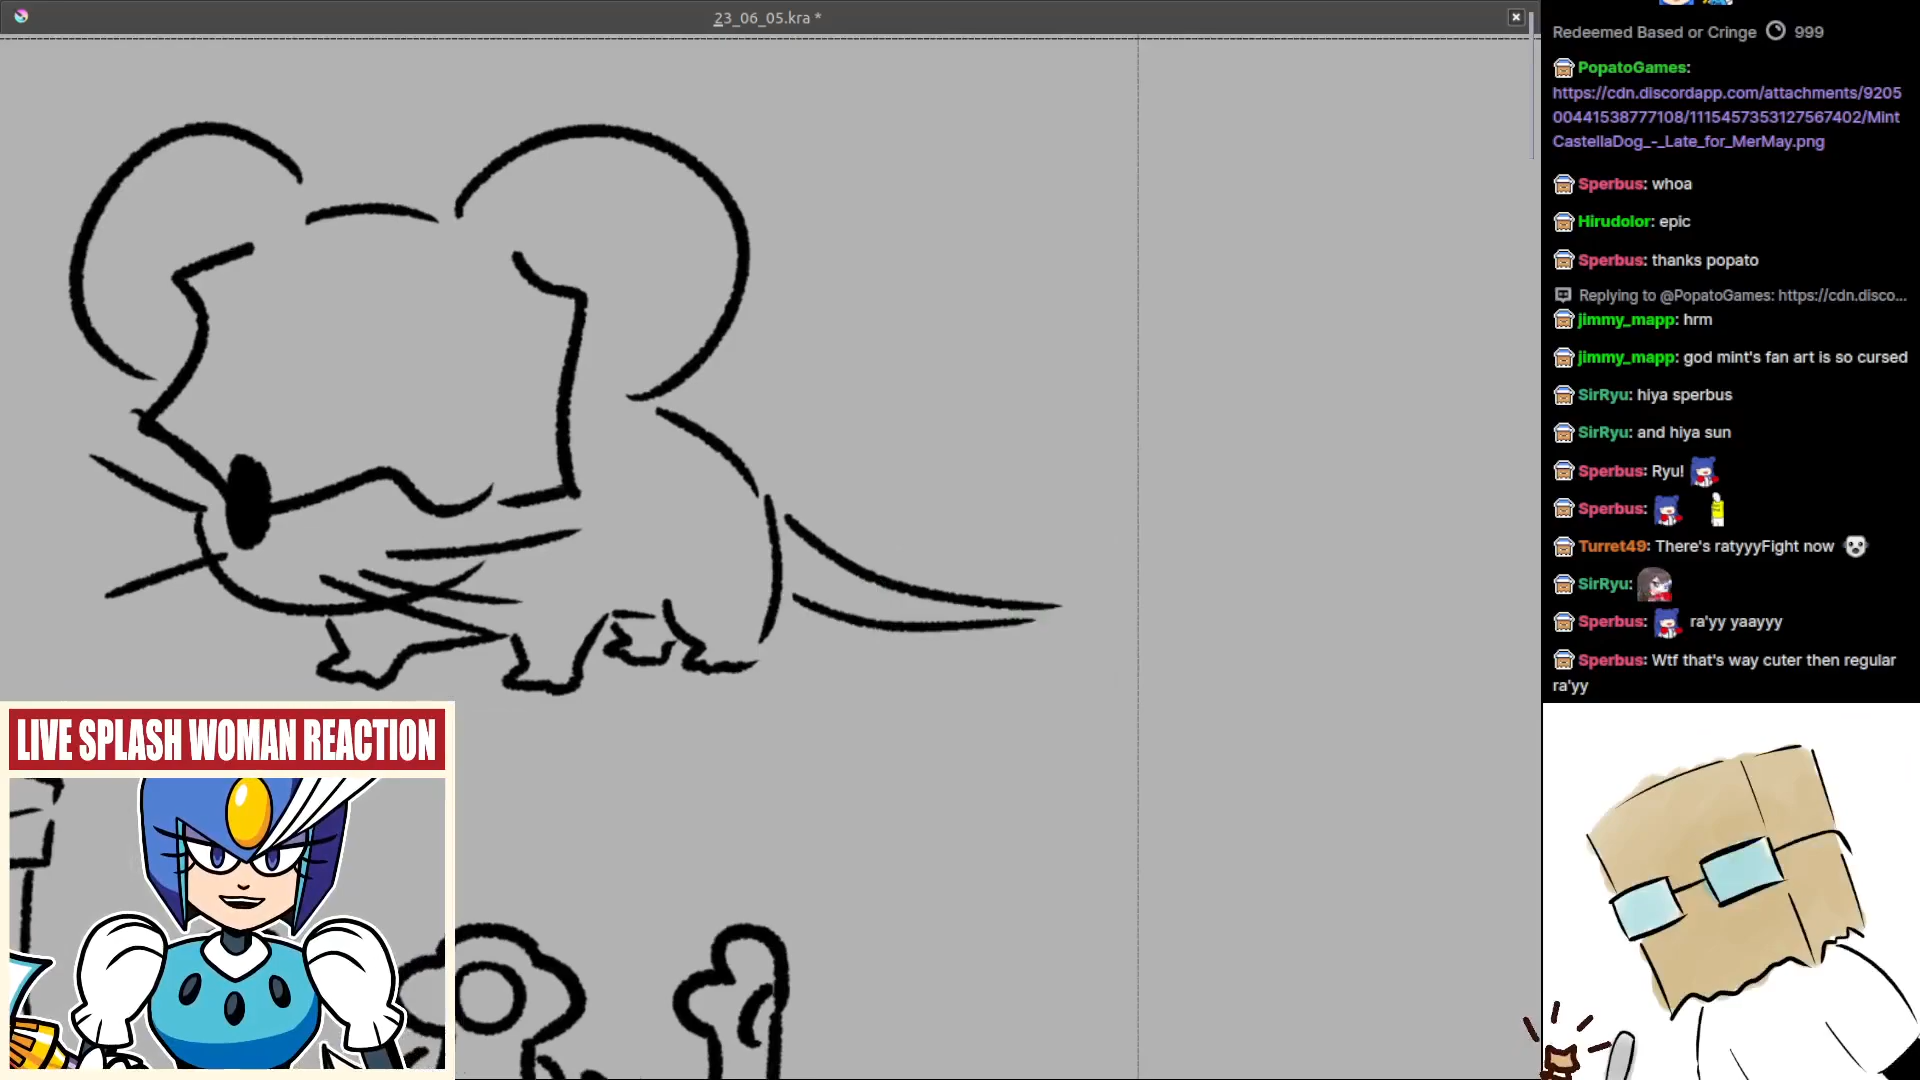 23_06_05.kra *
Redeemed Based or Cringe 999
PopatoGames:
https://cdn.discordapp.com/attachments/9205
00441538777108/1115457353127567402/Mint
CastellaDog_-_Late_for_MerMay.png
Sperbus: whoa
Hirudolor: epic
Sperbus: thanks popato
Replying to @PopatoGames: https://cdn.disco...
jimmy_mapp: hrm
jimmy_mapp: god mint's fan art is so cursed
SirRyu: hiya sperbus
SirRyu: and hiya sun
Sperbus: Ryu!
Sperbus:
Turret49: There's ratyyyFight now
SirRyu:
Sperbus: ra'yy yaayyy
Sperbus: Wtf that's way cuter then regular
ra'yy
LIVE SPLASH WOMAN REACTION